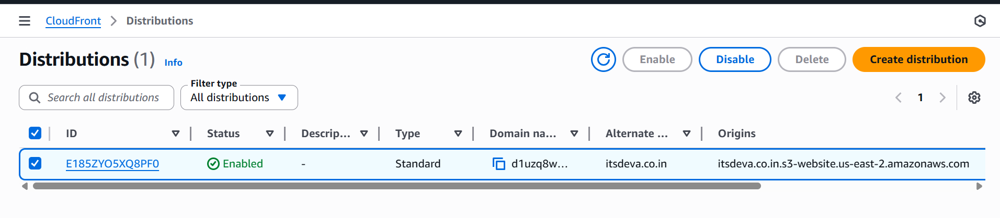 CloudFront > Distributions
Distributions (1) Info
Enable Disable Delete Create distribution
Search all distributions
Filter type
All distributions
1
ID Status Descrip... Type Domain na... Alternate ... Origins
E185ZYO5XQ8PF0 Enabled - Standard d1uzq8w... itsdeva.co.in itsdeva.co.in.s3-website.us-east-2.amazonaws.com